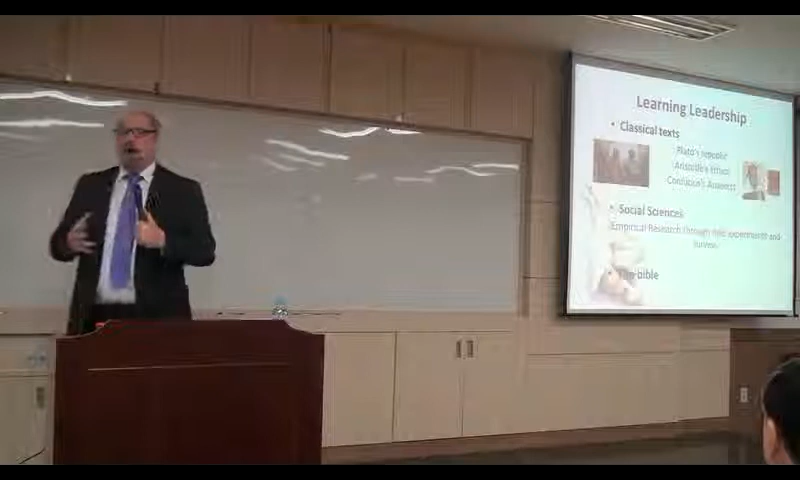 Learning Leadership
• Classical texts
Plato's republic
Aristotle's Ethics
Confucius's Analects
• Social Sciences
Empirical Research through field experiments and
surveys
The bible